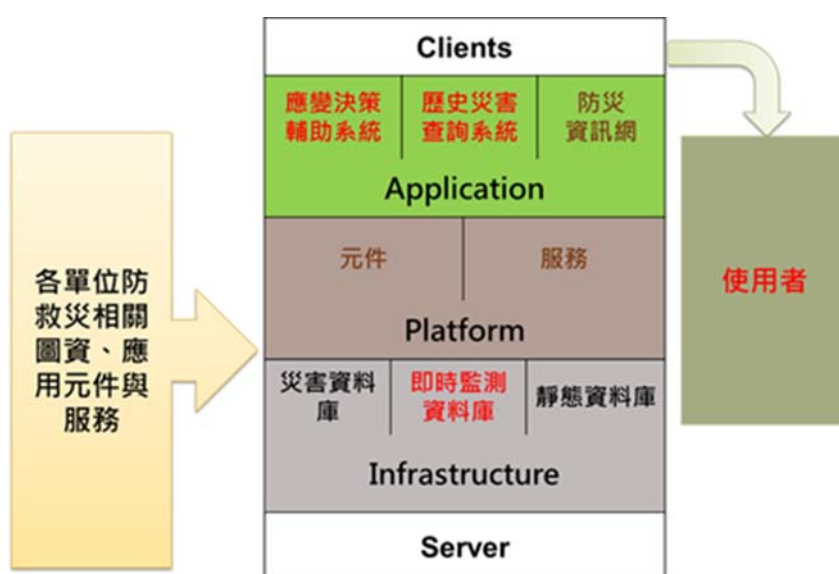 各單位防
救災相關
圖資、應
用元件與
服務
Clients
應變決策
輔助系統
歷史災害
查詢系統
防災
資訊網
Application
元件
服務
Platform
災害資料
庫
即時監測
資料庫
靜態資料庫
Infrastructure
Server
使用者